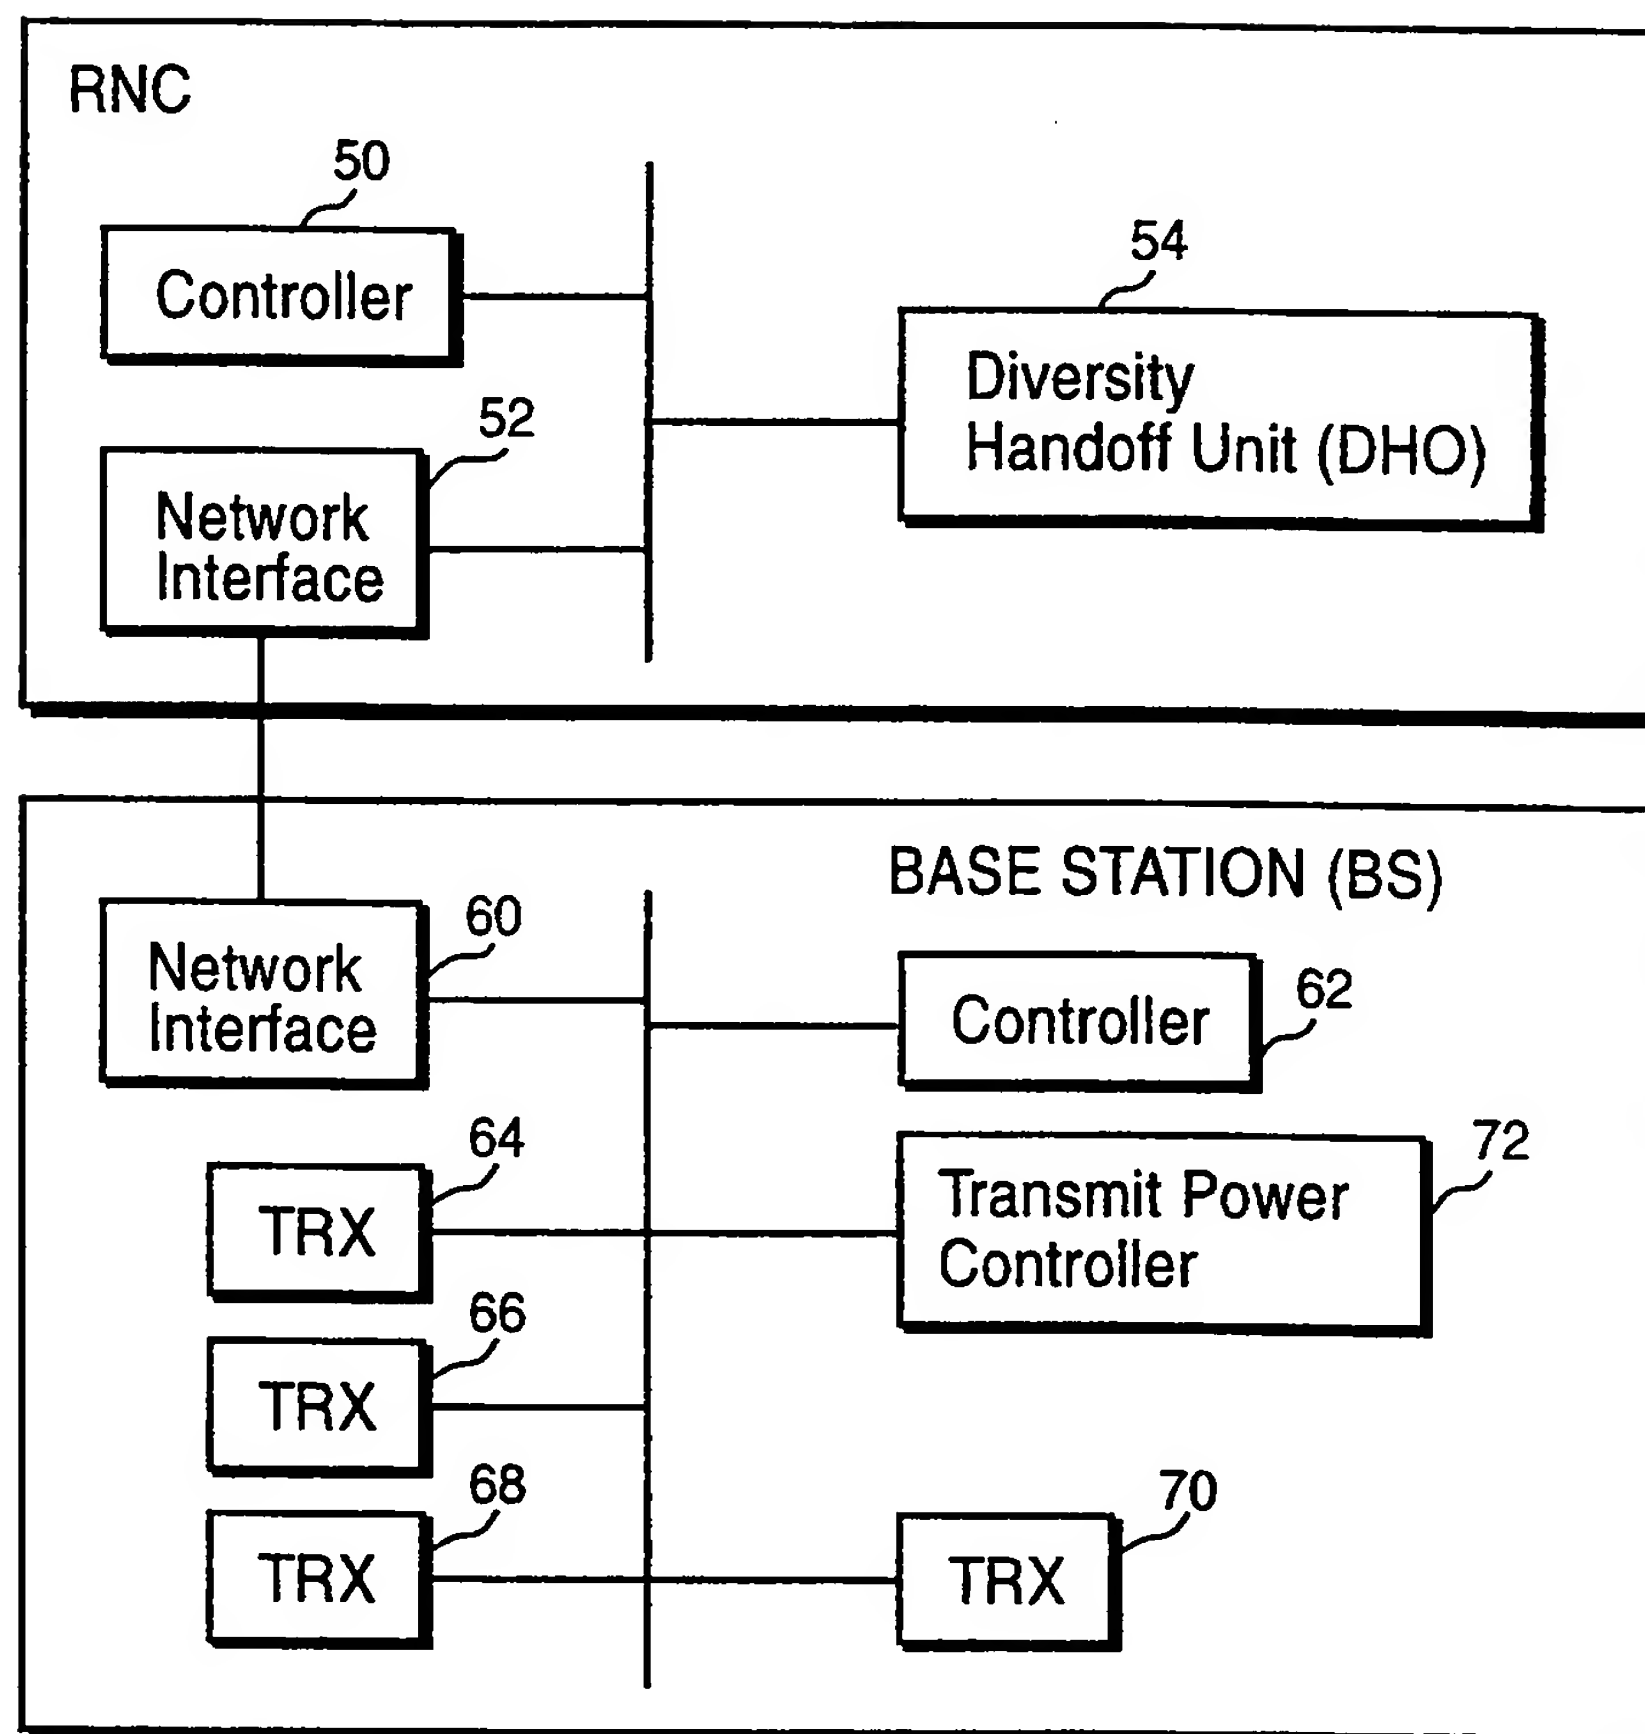 RNC
50
Controller
54
Diversity
Handoff Unit (DHO)
52
Network
Interface
BASE STATION (BS)
60
Network
Interface
62
Controller
64
TRX
72
Transmit Power
Controller
66
TRX
68
TRX
70
TRX